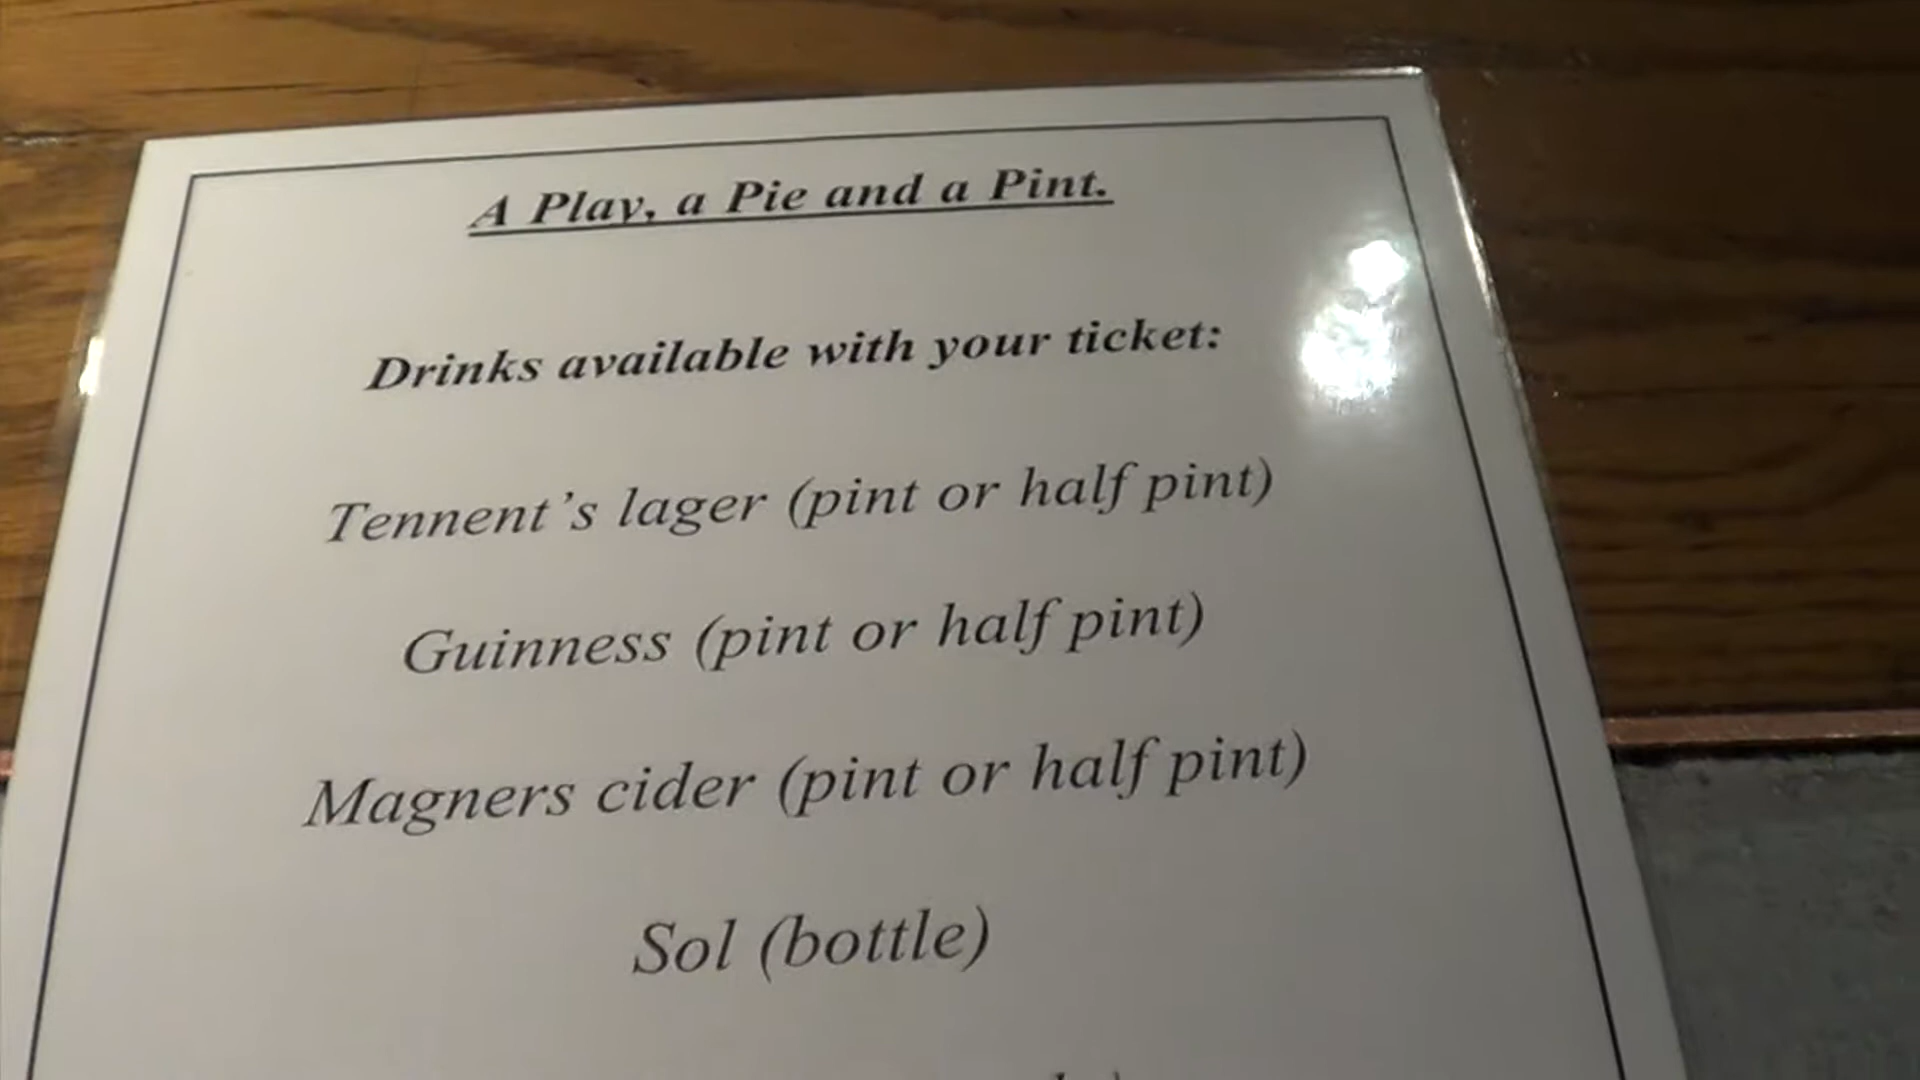 A Play, a Pie and a Pint.
Drinks available with your ticket:
Tennent's lager (pint or half pint)
Guinness (pint or half pint)
Magners cider (pint or half pint)
Sol (bottle)